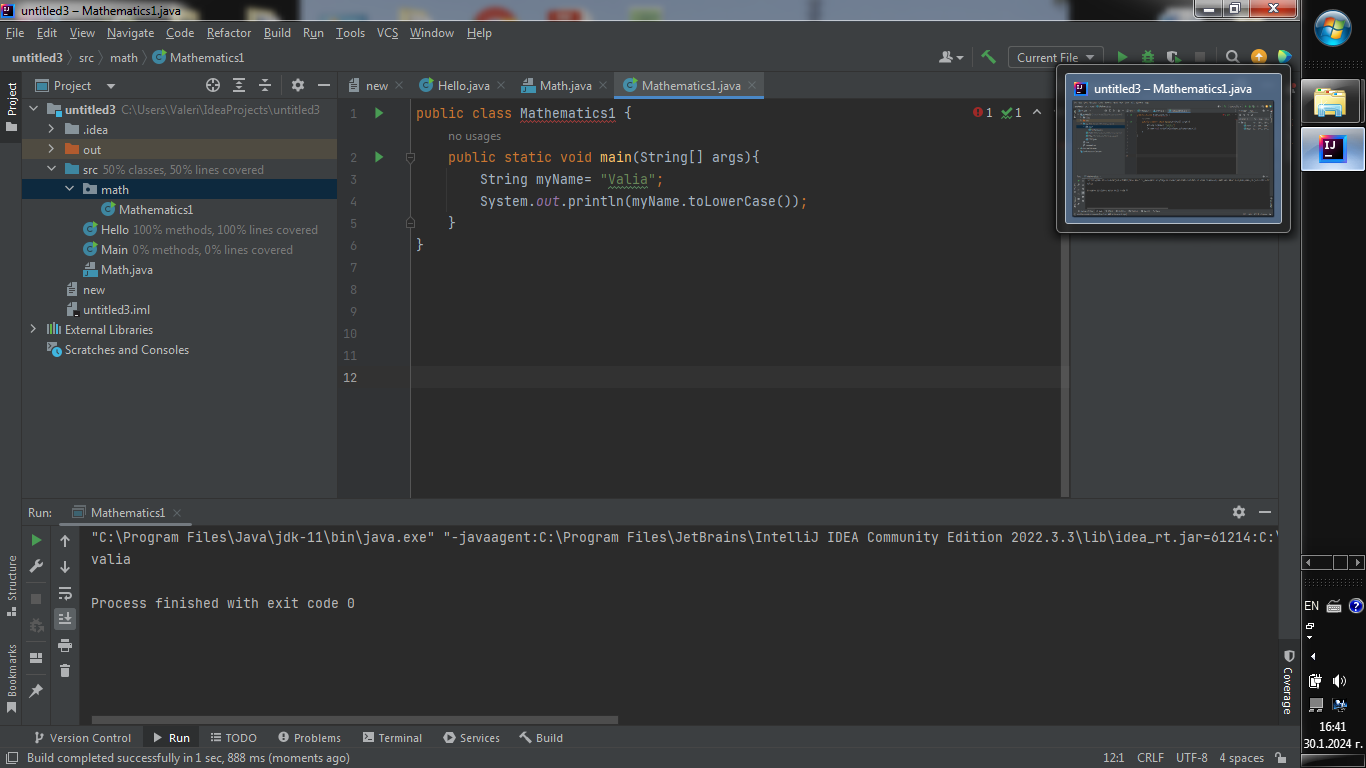 untitled3 – Mathematics1.java
File Edit View Navigate Code Refactor Build Run Tools VCS Window Help
untitled3 src math Mathematics1
Current File
Project
new
Hello.java
Math.java
Mathematics1.java
Project
untitled3 C:\Users\Valeri\IdeaProjects\untitled3
.idea
out
src 50% classes, 50% lines covered
math
Mathematics1
Hello 100% methods, 100% lines covered
Main 0% methods, 0% lines covered
Math.java
new
untitled3.iml
External Libraries
Scratches and Consoles
1 public class Mathematics1 {
no usages
2 public static void main(String[] args){
3 String myName= "Valia";
4 System.out.println(myName.toLowerCase());
5 }
6 }
7
8
9
10
11
12
1 1
untitled3 – Mathematics1.java
Run: Mathematics1
"C:\Program Files\Java\jdk-11\bin\java.exe" "-javaagent:C:\Program Files\JetBrains\IntelliJ IDEA Community Edition 2022.3.3\lib\idea_rt.jar=61214:C:\
valia
Process finished with exit code 0
Structure
Bookmarks
Coverage
Version Control Run TODO Problems Terminal Services Build
Build completed successfully in 1 sec, 888 ms (moments ago)
12:1 CRLF UTF-8 4 spaces
EN
16:41
30.1.2024 г.